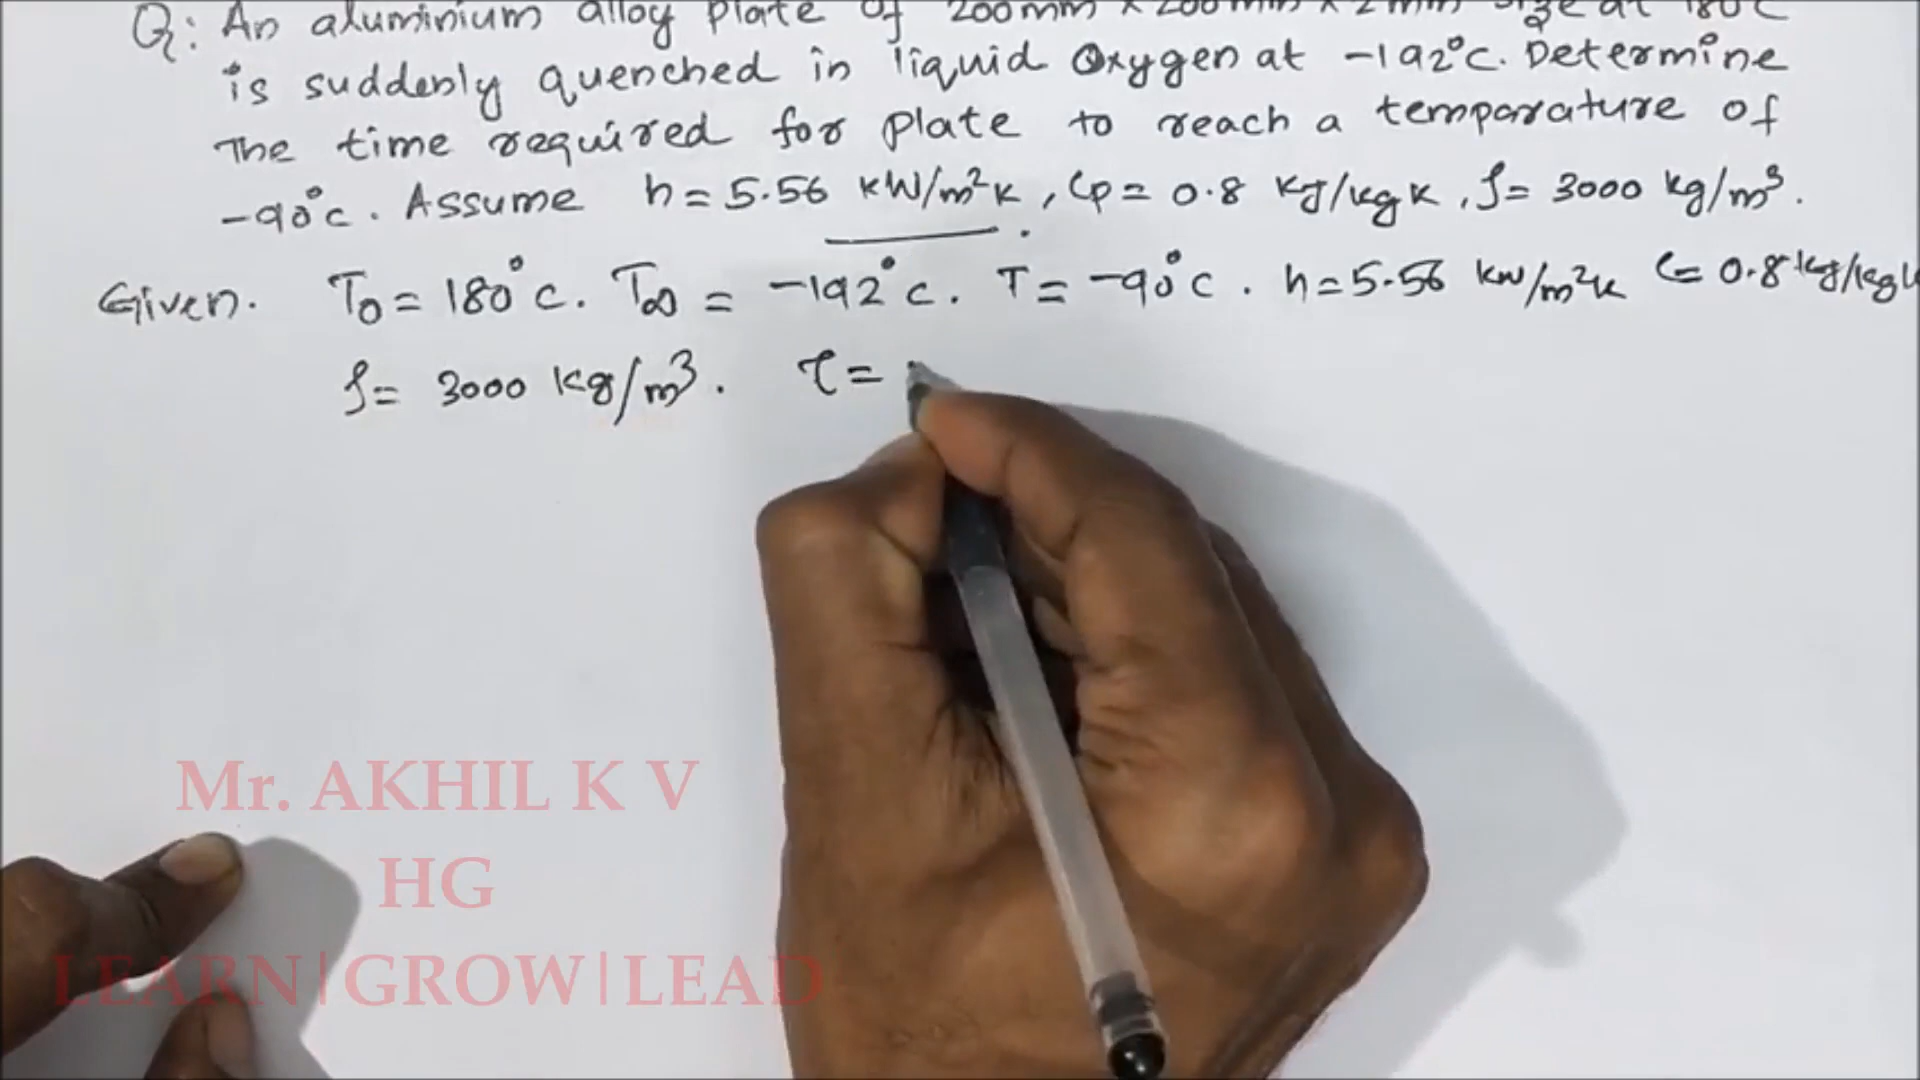 Q: An aluminium alloy plate of 200mm × 200mm × 2mm size at 180°C
is suddenly quenched in liquid Oxygen at -192°C. Determine
The time required for plate to reach a temparature of
-90°C. Assume h = 5.56 kW/m²K, Cp = 0.8 KJ/kgK, ρ = 3000 kg/m³.
Given. T₀ = 180°C. T∞ = -192°C. T = -90°C. h = 5.56 kW/m²K C = 0.8 kJ/kgK
ρ = 3000 kg/m³. τ =
Mr. AKHIL K V
HG
LEARN|GROW|LEAD